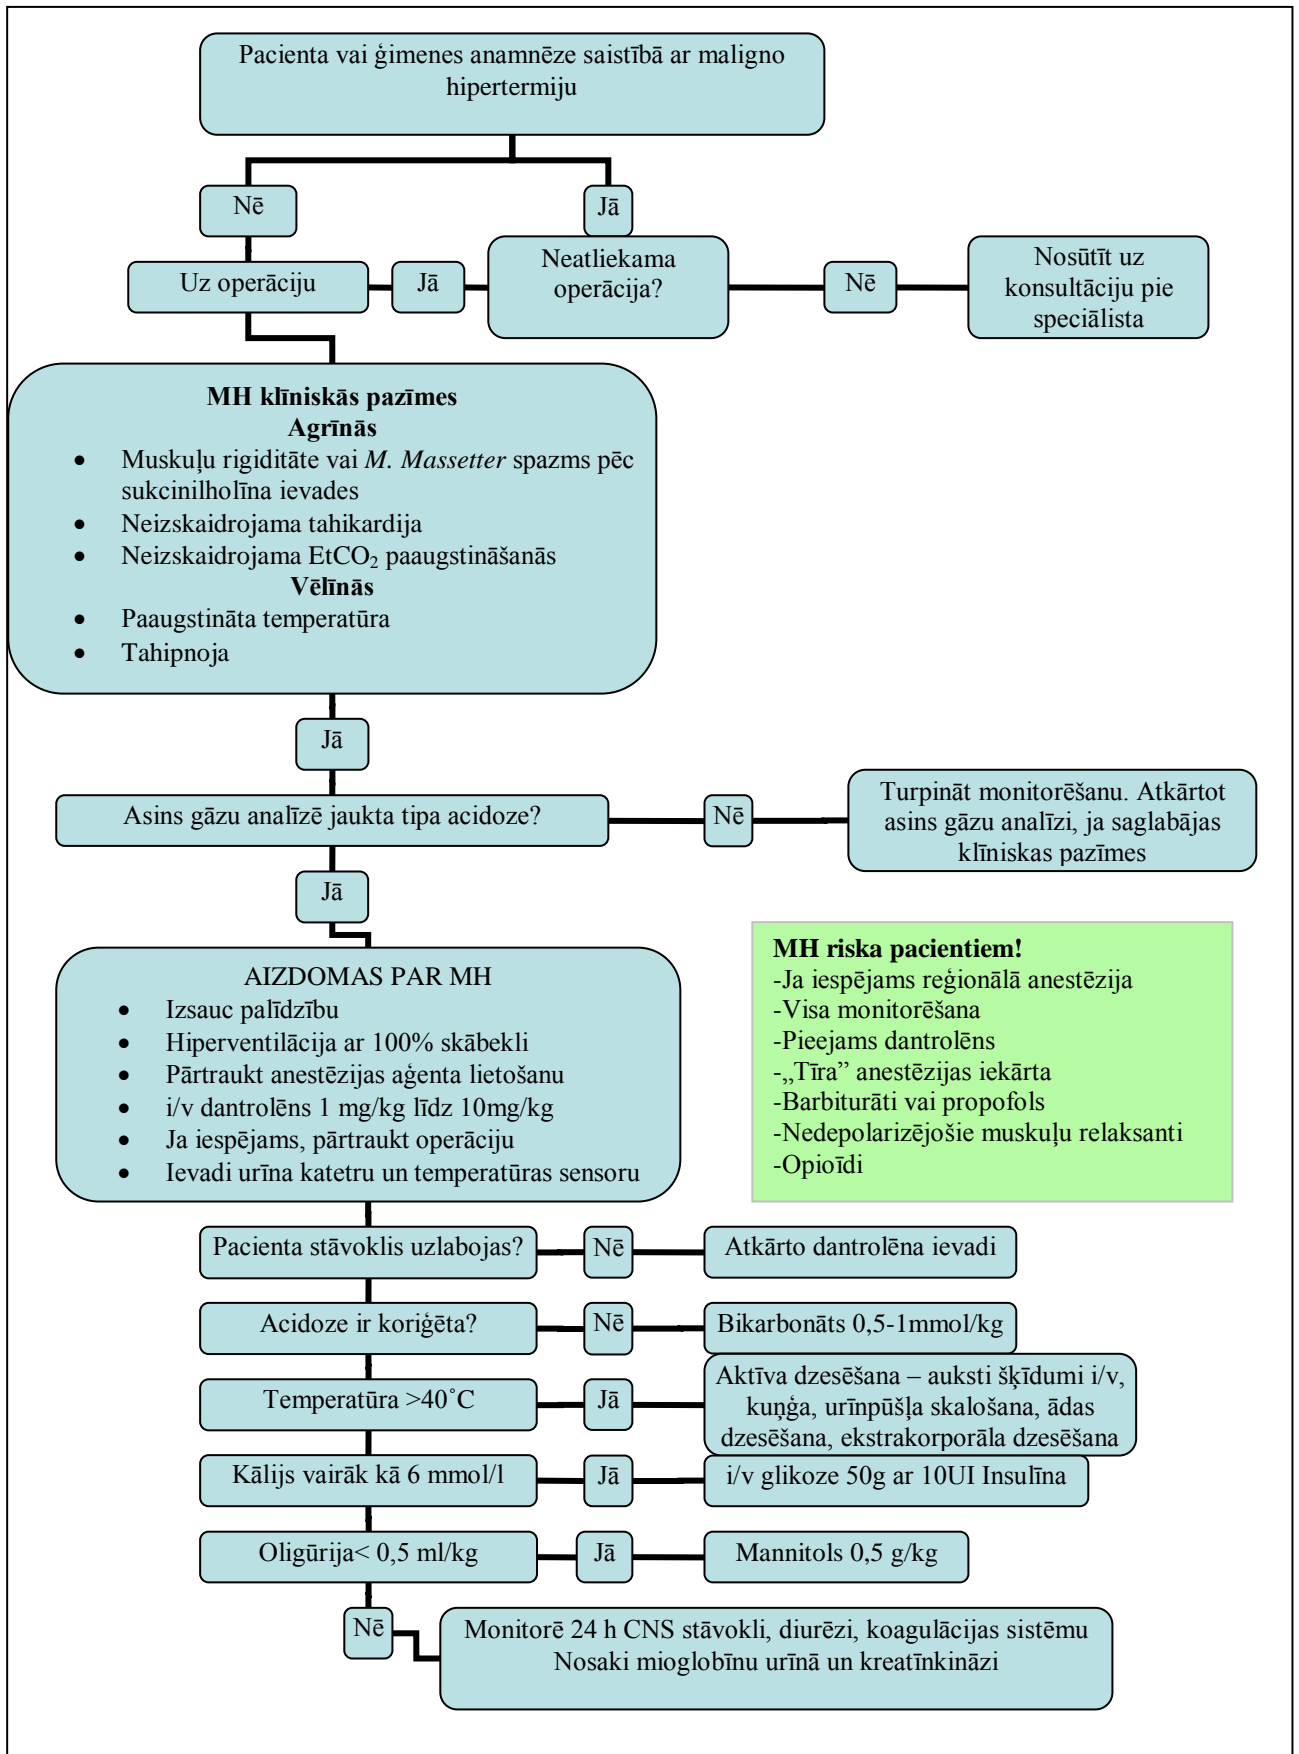 Pacienta vai ģimenes anamnēze saistībā ar maligno
hipertermiju
Nē
Jā
Uz operāciju
Jā
Neatliekama
operācija?
Nē
Nosūtīt uz
konsultāciju pie
speciālista
MH klīniskās pazīmes
Agrīnās
• Muskuļu rigiditāte vai M. Massetter spazms pēc
sukcinilholīna ievades
• Neizskaidrojama tahikardija
• Neizskaidrojama EtCO₂ paaugstināšanās
Vēlīnās
• Paaugstināta temperatūra
• Tahipnoja
Jā
Asins gāzu analīzē jaukta tipa acidoze?
Nē
Turpināt monitorēšanu. Atkārtot
asins gāzu analīzi, ja saglabājas
klīniskas pazīmes
Jā
AIZDOMAS PAR MH
• Izsauc palīdzību
• Hiperventilācija ar 100% skābekli
• Pārtraukt anestēzijas aģenta lietošanu
• i/v dantrolēns 1 mg/kg līdz 10mg/kg
• Ja iespējams, pārtraukt operāciju
• Ievadi urīna katetru un temperatūras sensoru
MH riska pacientiem!
-Ja iespējams reģionālā anestēzija
-Visa monitorēšana
-Pieejams dantrolēns
-„Tīra” anestēzijas iekārta
-Barbiturāti vai propofols
-Nedepolarizējošie muskuļu relaksanti
-Opioīdi
Pacienta stāvoklis uzlabojas?
Nē
Atkārto dantrolēna ievadi
Acidoze ir koriģēta?
Nē
Bikarbonāts 0,5-1mmol/kg
Temperatūra >40˚C
Jā
Aktīva dzesēšana – auksti šķīdumi i/v,
kuņģa, urīnpūšļa skalošana, ādas
dzesēšana, ekstrakorporāla dzesēšana
Kālijs vairāk kā 6 mmol/l
Jā
i/v glikoze 50g ar 10UI Insulīna
Oligūrija< 0,5 ml/kg
Jā
Mannitols 0,5 g/kg
Nē
Monitorē 24 h CNS stāvokli, diurēzi, koagulācijas sistēmu
Nosaki mioglobīnu urīnā un kreatīnkināzi